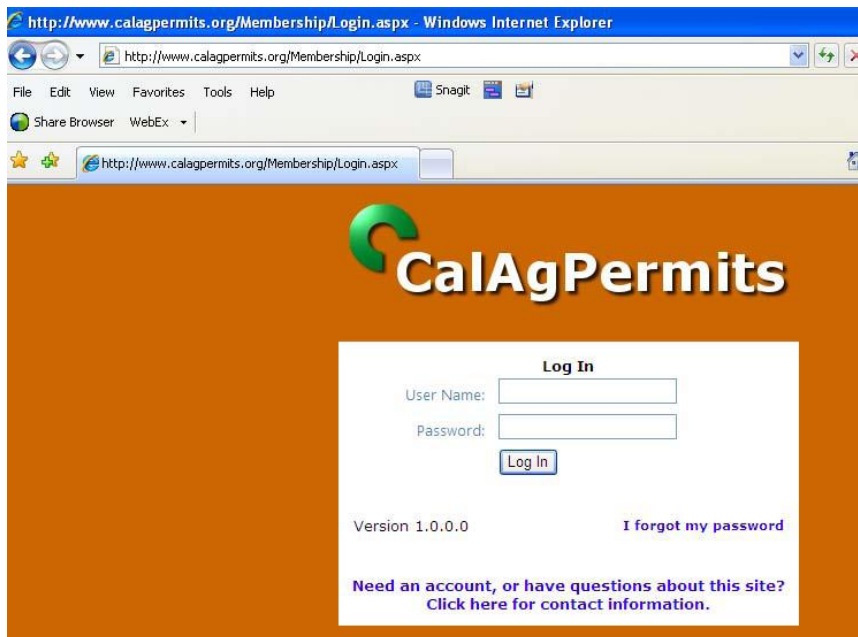 http://www.calagpermits.org/Membership/Login.aspx - Windows Internet Explorer
http://www.calagpermits.org/Membership/Login.aspx
File Edit View Favorites Tools Help Snagit
Share Browser WebEx
http://www.calagpermits.org/Membership/Login.aspx
CalAgPermits
Log In
User Name:
Password:
Log In
Version 1.0.0.0 I forgot my password
Need an account, or have questions about this site?
Click here for contact information.